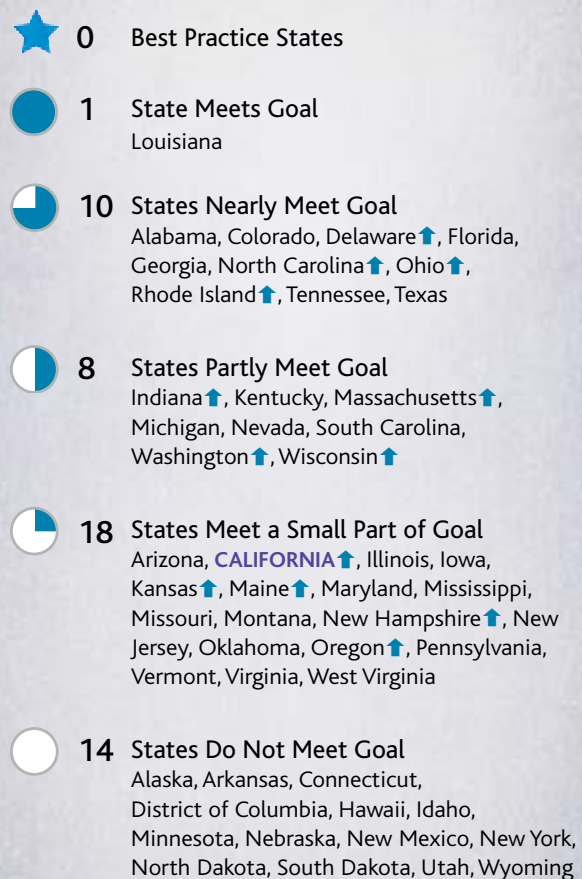 0 Best Practice States
1 State Meets Goal
Louisiana
10 States Nearly Meet Goal
Alabama, Colorado, Delaware⬆, Florida,
Georgia, North Carolina⬆, Ohio⬆,
Rhode Island⬆, Tennessee, Texas
8 States Partly Meet Goal
Indiana⬆, Kentucky, Massachusetts⬆,
Michigan, Nevada, South Carolina,
Washington⬆, Wisconsin⬆
18 States Meet a Small Part of Goal
Arizona, CALIFORNIA⬆, Illinois, Iowa,
Kansas⬆, Maine⬆, Maryland, Mississippi,
Missouri, Montana, New Hampshire⬆, New
Jersey, Oklahoma, Oregon⬆, Pennsylvania,
Vermont, Virginia, West Virginia
14 States Do Not Meet Goal
Alaska, Arkansas, Connecticut,
District of Columbia, Hawaii, Idaho,
Minnesota, Nebraska, New Mexico, New York,
North Dakota, South Dakota, Utah, Wyoming